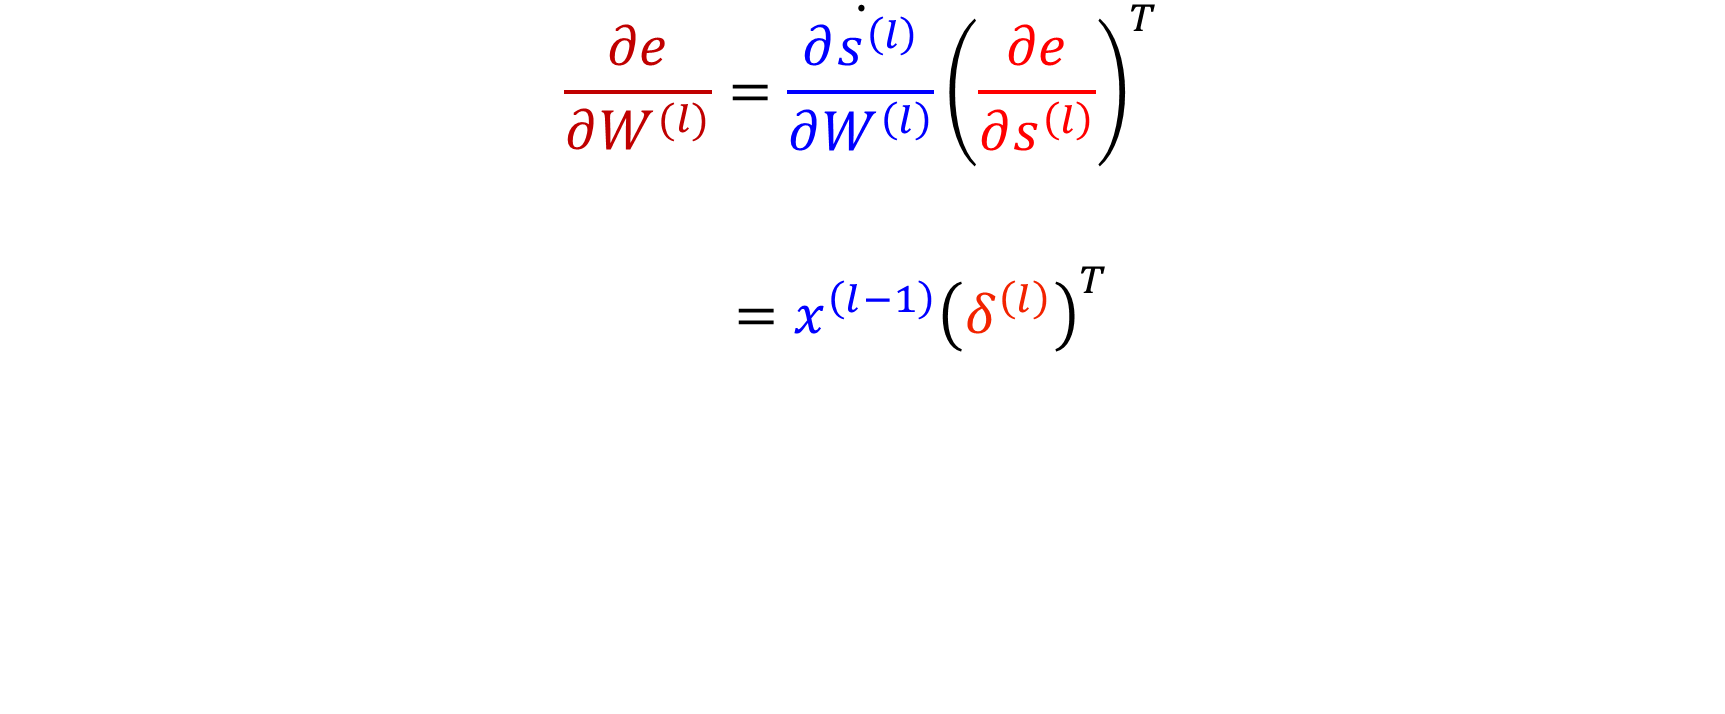 ∂e/∂W^(l) = ∂s^(l)/∂W^(l) (∂e/∂s^(l))^T
= x^(l−1) (δ^(l))^T